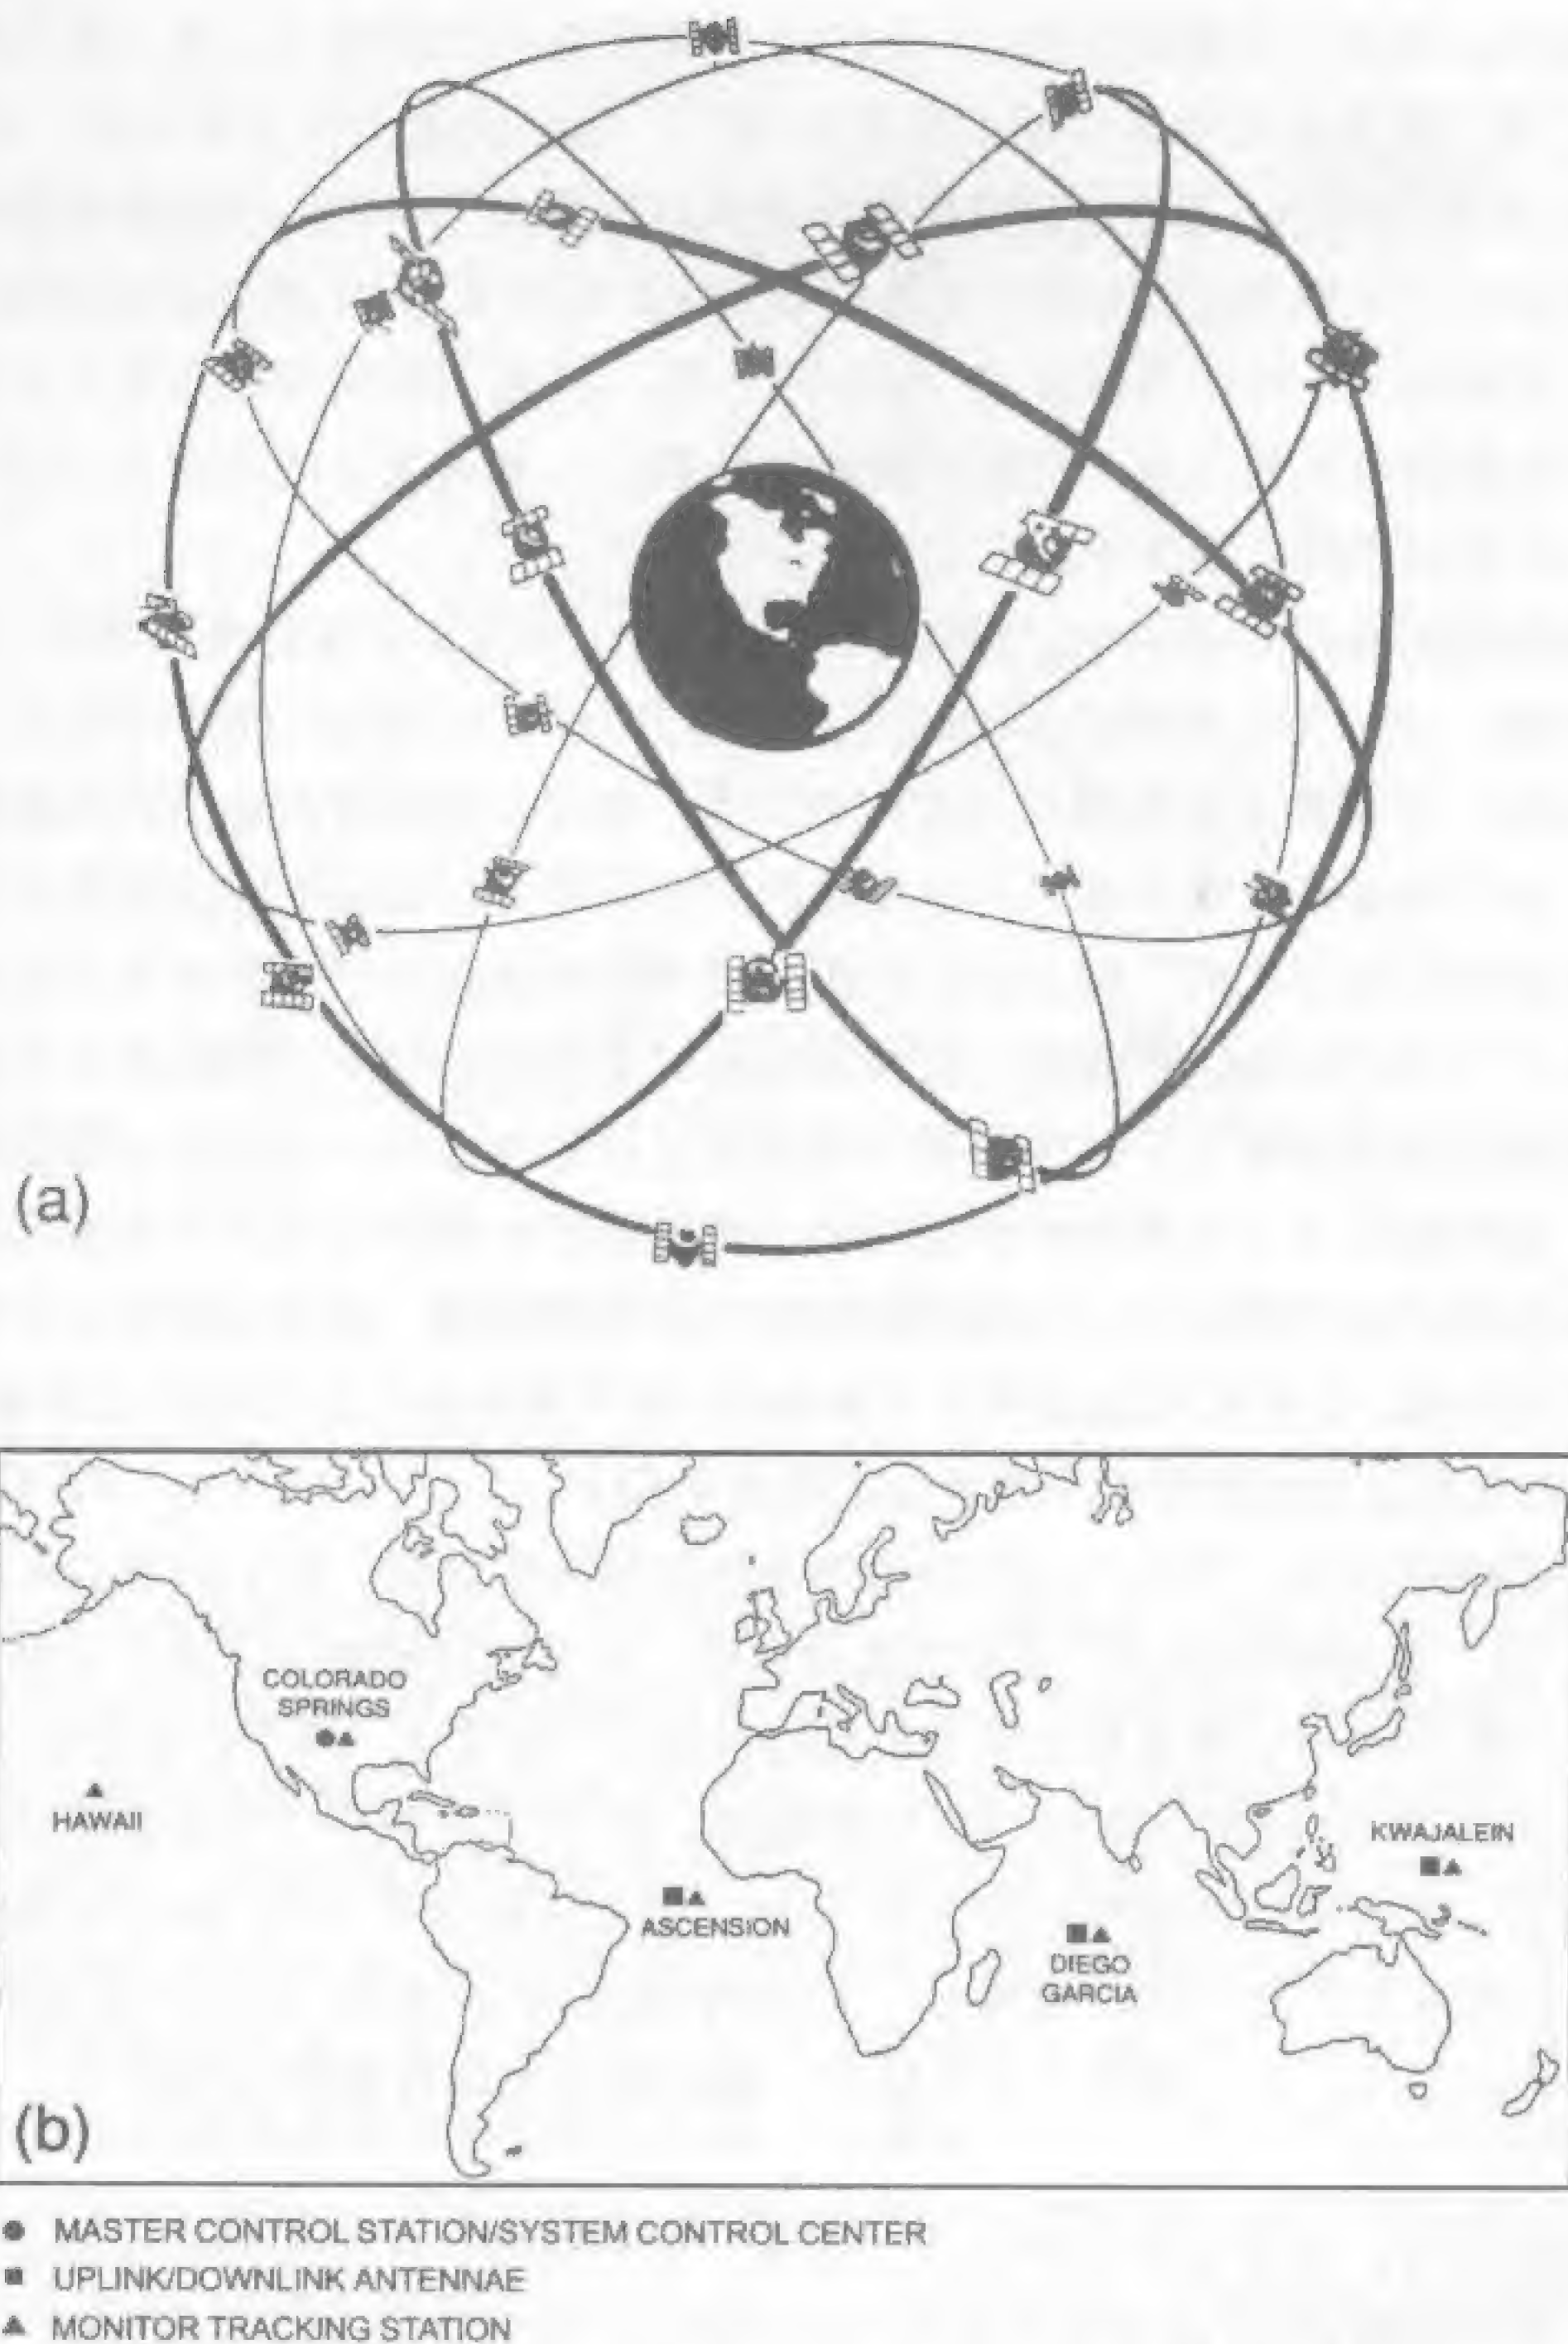 (a)
COLORADO
SPRINGS
HAWAII
KWAJALEIN
ASCENSION
DIEGO
GARCIA
(b)
MASTER CONTROL STATION/SYSTEM CONTROL CENTER
UPLINK/DOWNLINK ANTENNAE
MONITOR TRACKING STATION